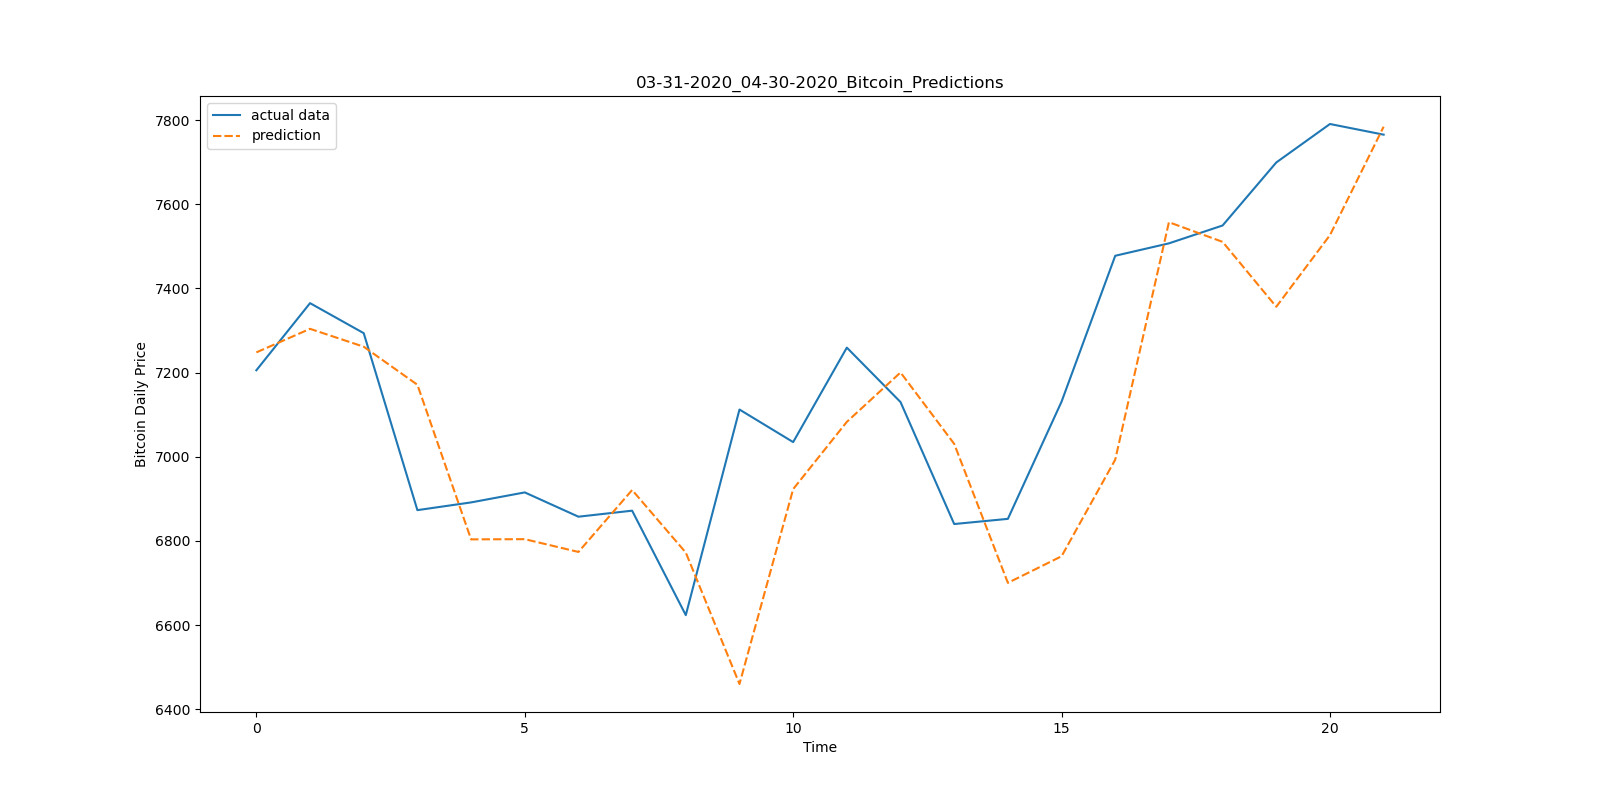 03-31-2020_04-30-2020_Bitcoin_Predictions
actual data
prediction
7800
7600
7400
7200
7000
6800
6600
6400
Bitcoin Daily Price
0 5 10 15 20
Time